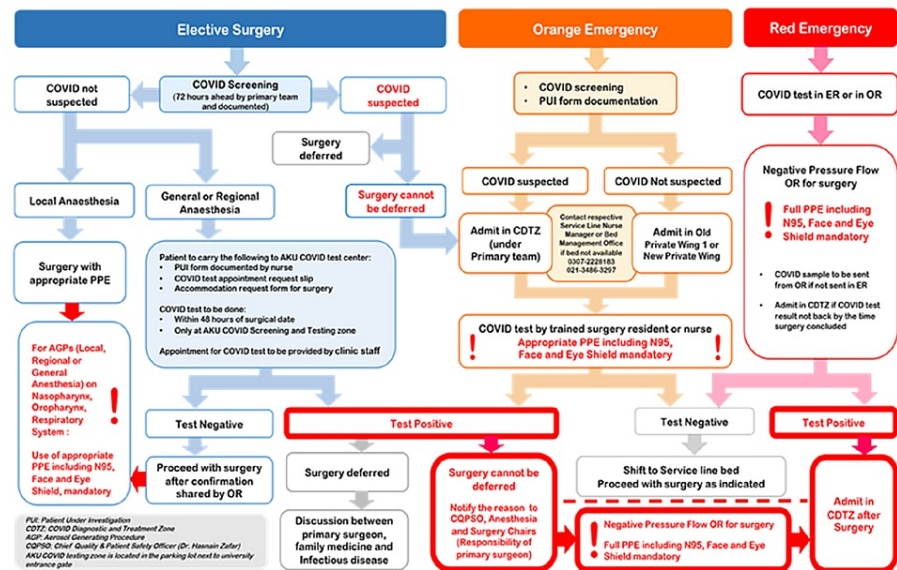 Elective Surgery
Orange Emergency
Red Emergency
COVID not
suspected
COVID Screening
(72 hours ahead by primary team
and documented)
COVID
suspected
Surgery
deferred
Local Anaesthesia
General or Regional
Anaesthesia
Surgery cannot
be deferred
Surgery with
appropriate PPE
Patient to carry the following to AKU COVID test center:
• PUI form documented by nurse
• COVID test appointment request slip
• Accommodation request form for surgery
COVID test to be done:
• Within 48 hours of surgical date
• Only at AKU COVID Screening and Testing zone
Appointment for COVID test to be provided by clinic staff
For AGPs (Local,
Regional or
General
Anesthesia) on
Nasopharynx,
Oropharynx,
Respiratory
System :
!
Use of appropriate
PPE including N95,
Face and Eye
Shield, mandatory
Test Negative
Proceed with surgery
after confirmation
shared by OR
Test Positive
Surgery deferred
Discussion between
primary surgeon,
family medicine and
Infectious disease
• COVID screening
• PUI form documentation
COVID suspected
COVID Not suspected
Admit in CDTZ
(under
Primary team)
Contact respective
Service Line Nurse
Manager or Bed
Management Office
if bed not available
0307-2228183
021-3486-3297
Admit in Old
Private Wing 1 or
New Private Wing
COVID test by trained surgery resident or nurse
! Appropriate PPE including N95, !
Face and Eye Shield mandatory
Surgery cannot be
deferred
Notify the reason to
CQPSO, Anesthesia
and Surgery Chairs
(Responsibility of
primary surgeon)
Test Negative
Shift to Service line bed
Proceed with surgery as indicated
! Negative Pressure Flow OR for surgery
Full PPE including N95, Face and Eye
Shield mandatory
COVID test in ER or in OR
Negative Pressure Flow
OR for surgery
! Full PPE including
N95, Face and Eye
Shield mandatory
• COVID sample to be sent
from OR if not sent in ER
• Admit in CDTZ if COVID test
result not back by the time
surgery concluded
Test Positive
Admit in
CDTZ after
Surgery
PUI: Patient Under Investigation
CDTZ: COVID Diagnostic and Treatment Zone
AGP: Aerosol Generating Procedure
CQPSO: Chief Quality & Patient Safety Officer (Dr. Hasnain Zafar)
AKU COVID testing zone is located in the parking lot next to university
entrance gate